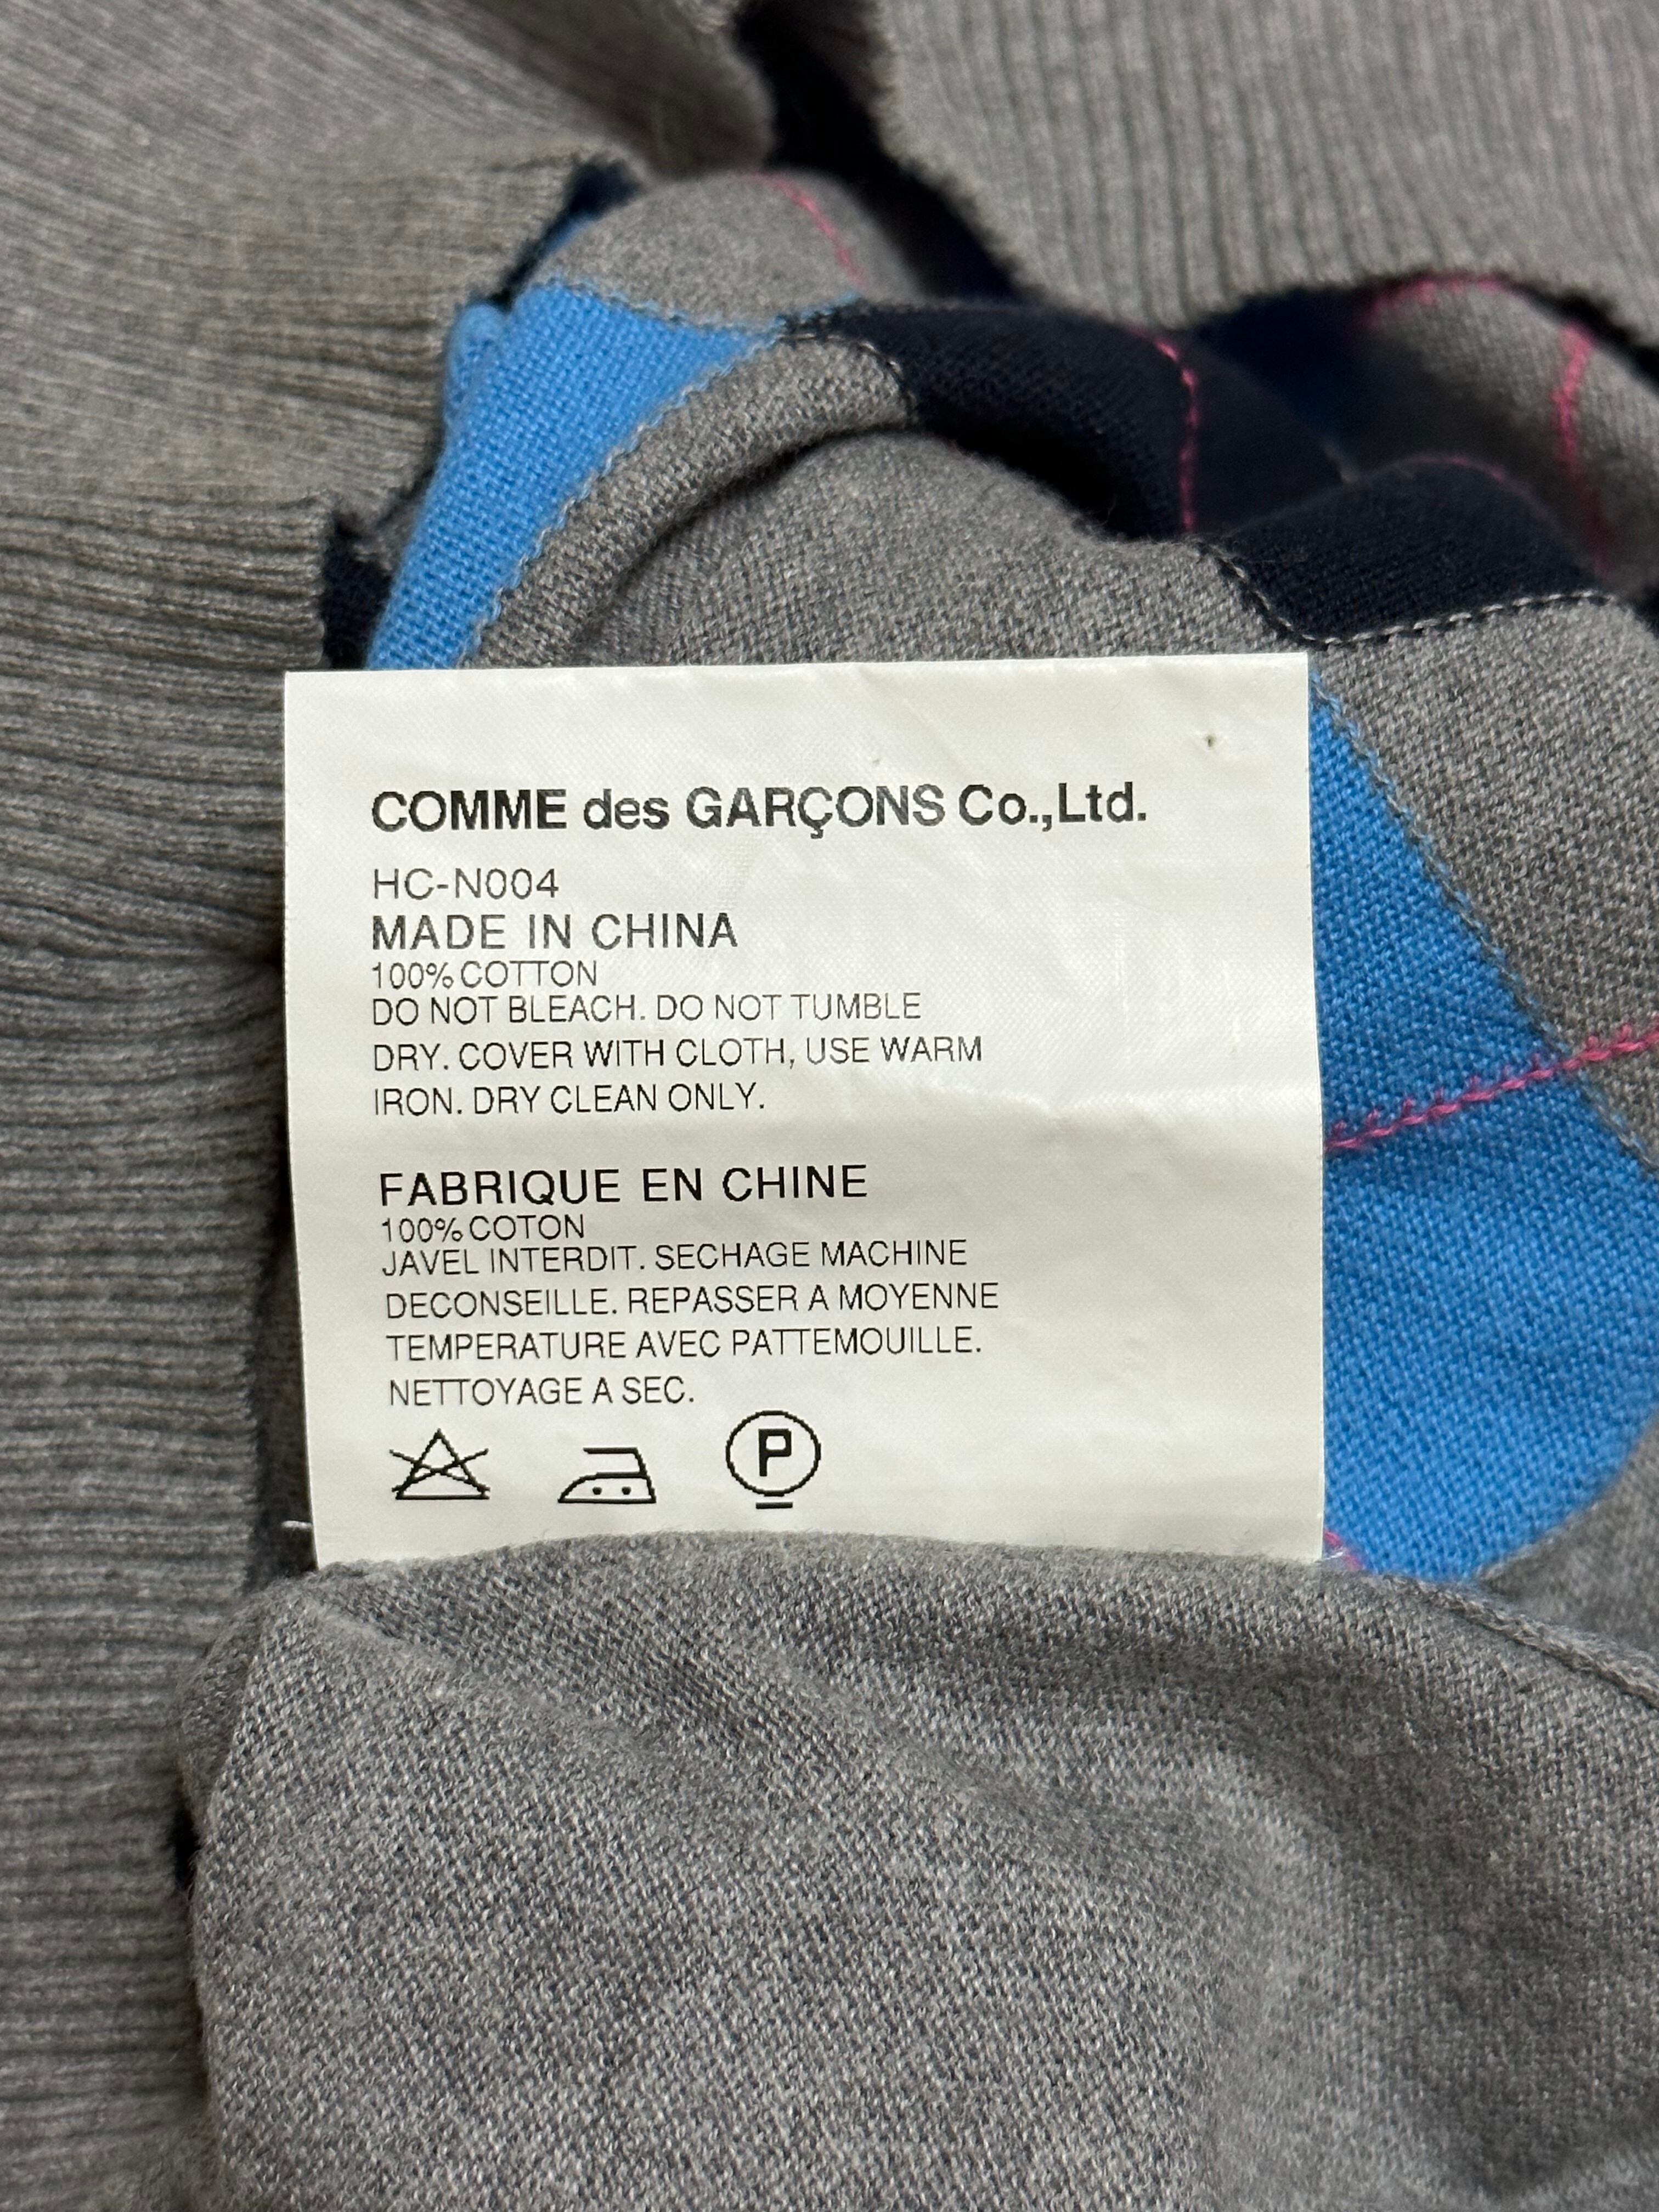 COMME des GARÇONS Co.,Ltd.
HC-N004
MADE IN CHINA
100% COTTON
DO NOT BLEACH. DO NOT TUMBLE
DRY. COVER WITH CLOTH, USE WARM
IRON. DRY CLEAN ONLY.
FABRIQUE EN CHINE
100% COTON
JAVEL INTERDIT. SECHAGE MACHINE
DECONSEILLE. REPASSER A MOYENNE
TEMPERATURE AVEC PATTEMOUILLE.
NETTOYAGE A SEC.
P